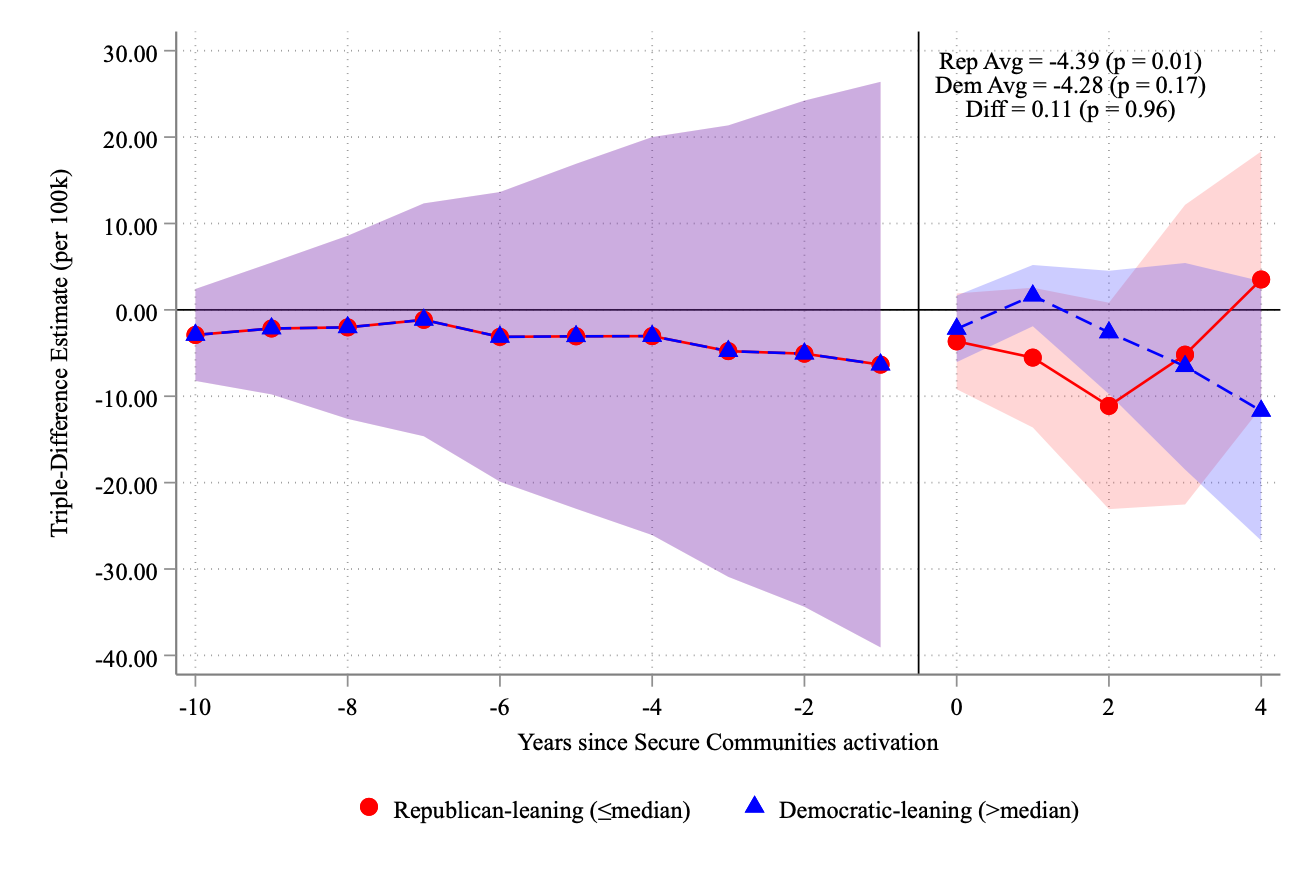 Rep Avg = -4.39 (p = 0.01)
Dem Avg = -4.28 (p = 0.17)
Diff = 0.11 (p = 0.96)
Triple-Difference Estimate (per 100k)
30.00
20.00
10.00
0.00
-10.00
-20.00
-30.00
-40.00
-10 -8 -6 -4 -2 0 2 4
Years since Secure Communities activation
Republican-leaning (≤median) Democratic-leaning (>median)